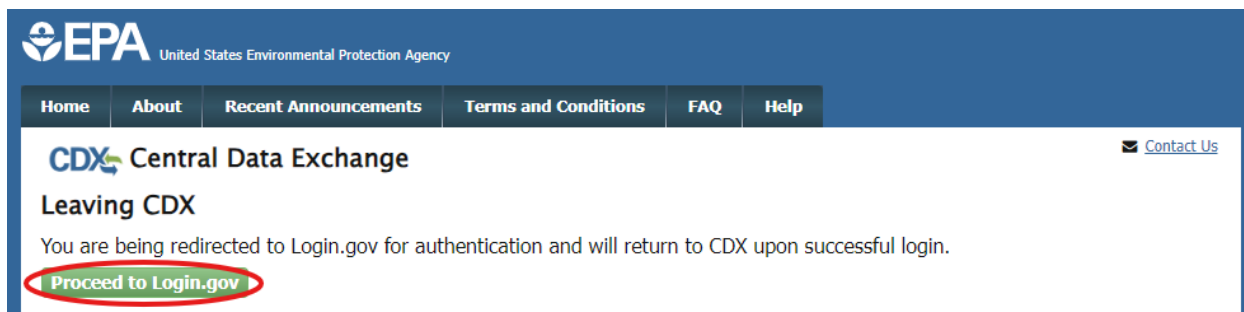 EPA United States Environmental Protection Agency
Home About Recent Announcements Terms and Conditions FAQ Help
Contact Us
CDX Central Data Exchange
Leaving CDX
You are being redirected to Login.gov for authentication and will return to CDX upon successful login.
Proceed to Login.gov